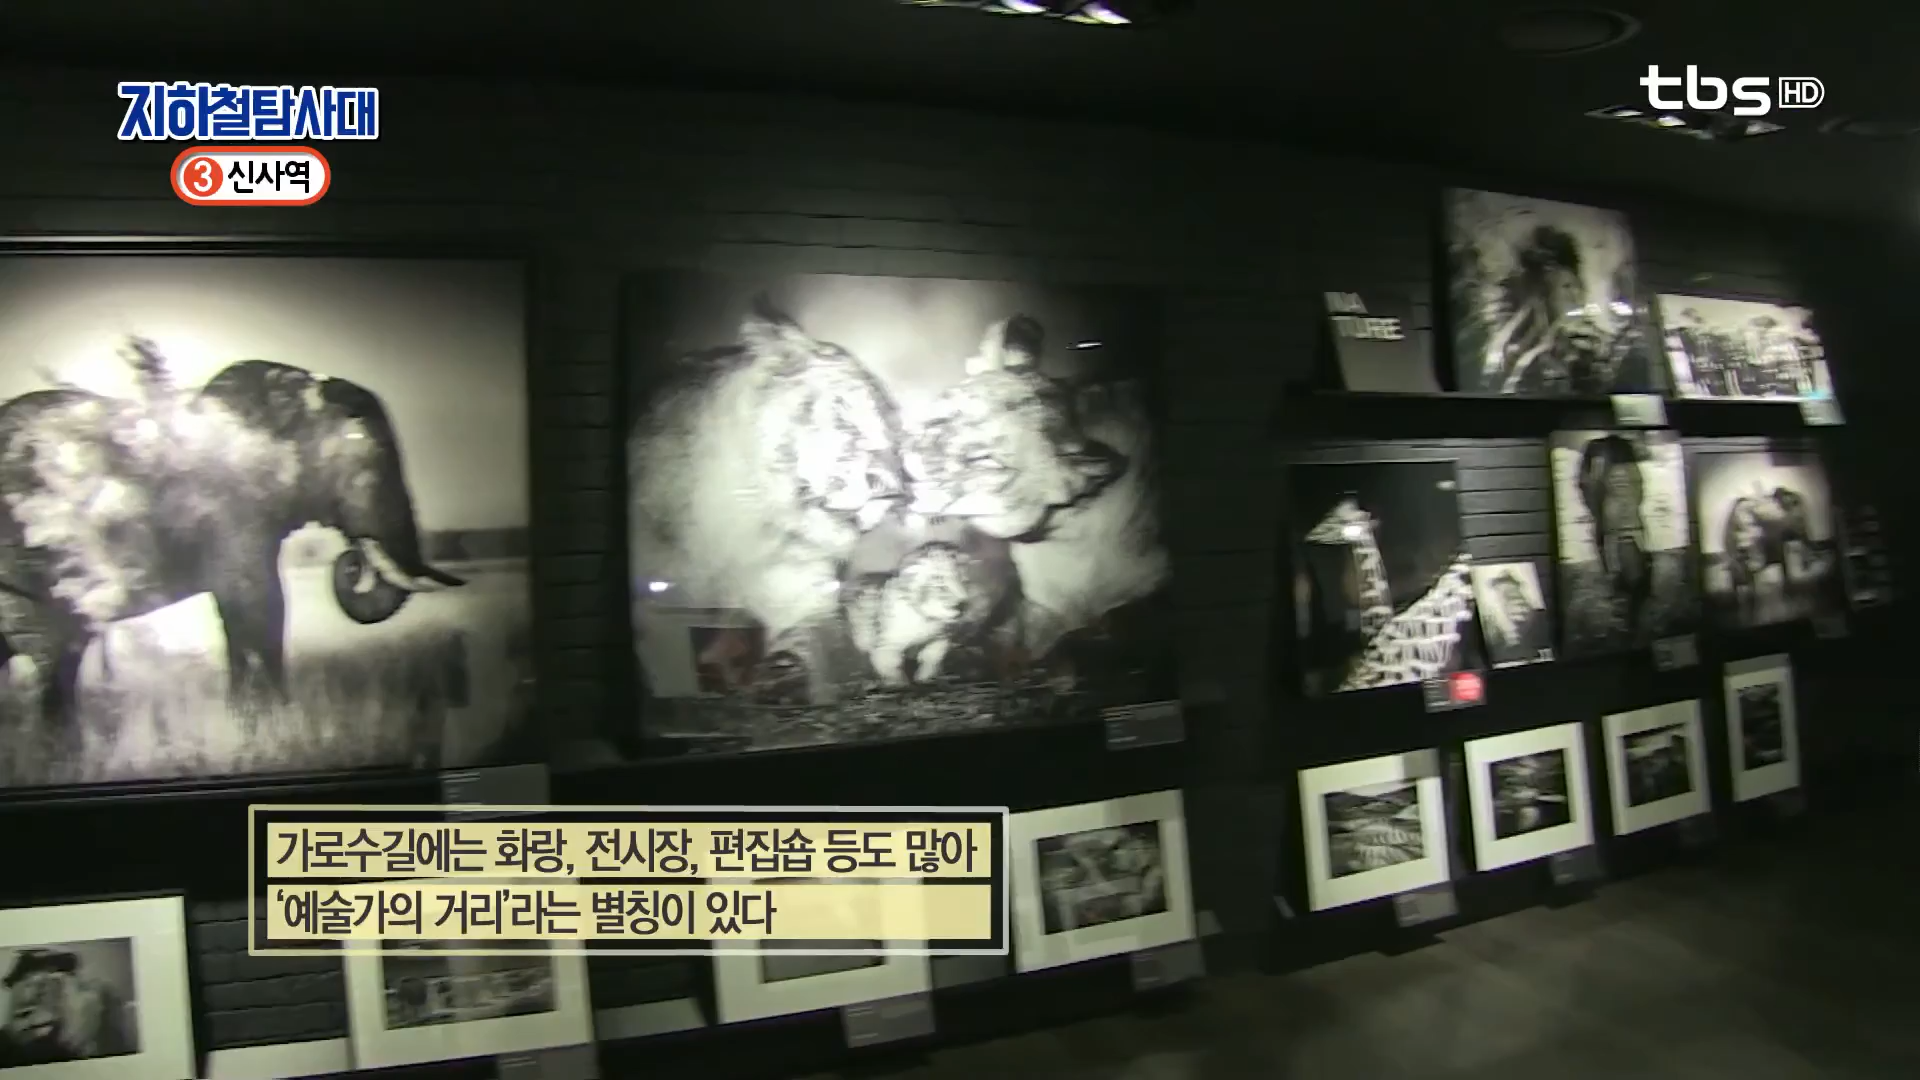 지하철탐사대
3 신사역
tbs HD
가로수길에는 화랑, 전시장, 편집숍 등도 많아
‘예술가의 거리’라는 별칭이 있다